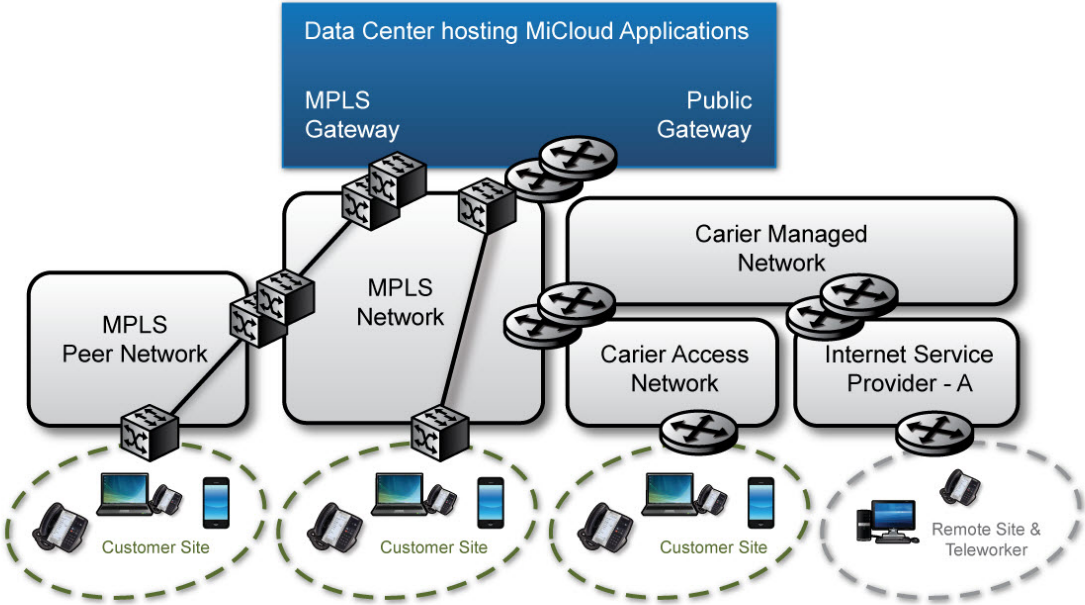 Data Center hosting MiCloud Applications
MPLS
Gateway
Public
Gateway
Carier Managed
Network
MPLS
Network
MPLS
Peer Network
Carier Access
Network
Internet Service
Provider - A
Customer Site
Customer Site
Customer Site
Remote Site &
Teleworker